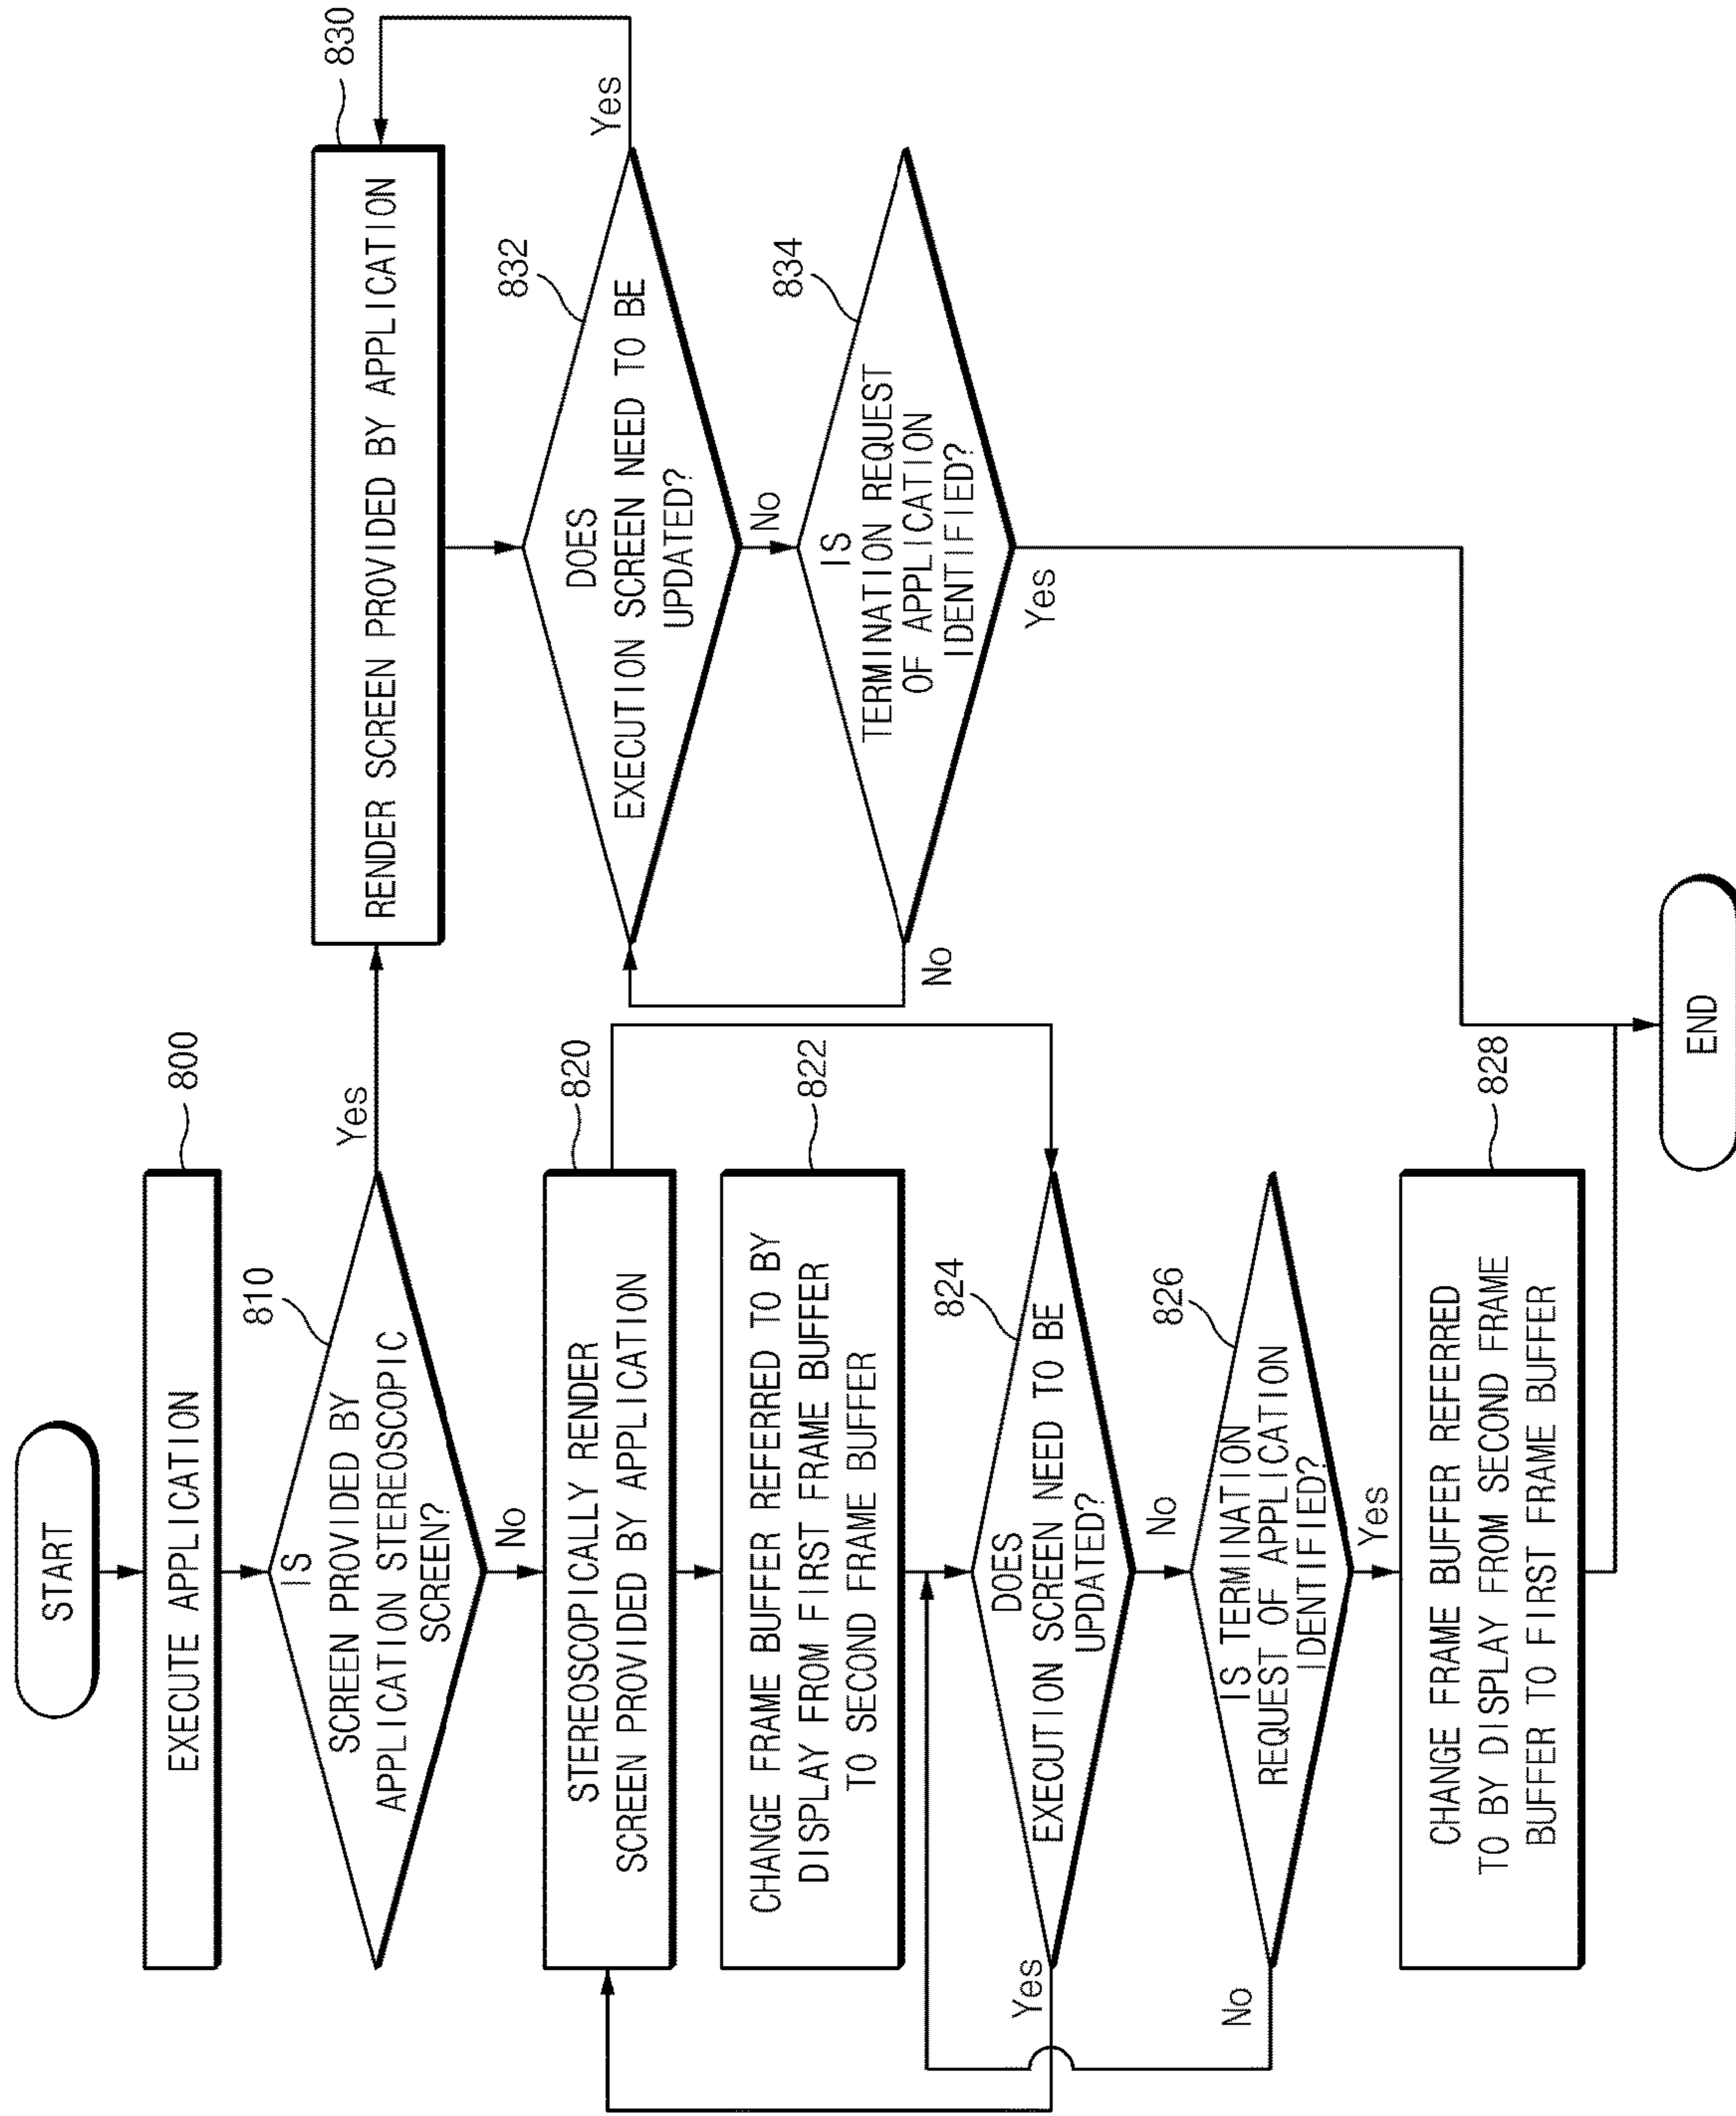 START
800
EXECUTE APPLICATION
810
IS
SCREEN PROVIDED BY
APPLICATION STEREOSCOPIC
SCREEN?
Yes
No
820
STEREOSCOPICALLY RENDER
SCREEN PROVIDED BY APPLICATION
822
CHANGE FRAME BUFFER REFERRED TO BY
DISPLAY FROM FIRST FRAME BUFFER
TO SECOND FRAME BUFFER
824
DOES
EXECUTION SCREEN NEED TO BE
UPDATED?
Yes
No
826
IS TERMINATION
REQUEST OF APPLICATION
IDENTIFIED?
No
Yes
828
CHANGE FRAME BUFFER REFERRED
TO BY DISPLAY FROM SECOND FRAME
BUFFER TO FIRST FRAME BUFFER
830
RENDER SCREEN PROVIDED BY APPLICATION
832
DOES
EXECUTION SCREEN NEED TO BE
UPDATED?
Yes
No
834
IS
TERMINATION REQUEST
OF APPLICATION
IDENTIFIED?
No
Yes
END